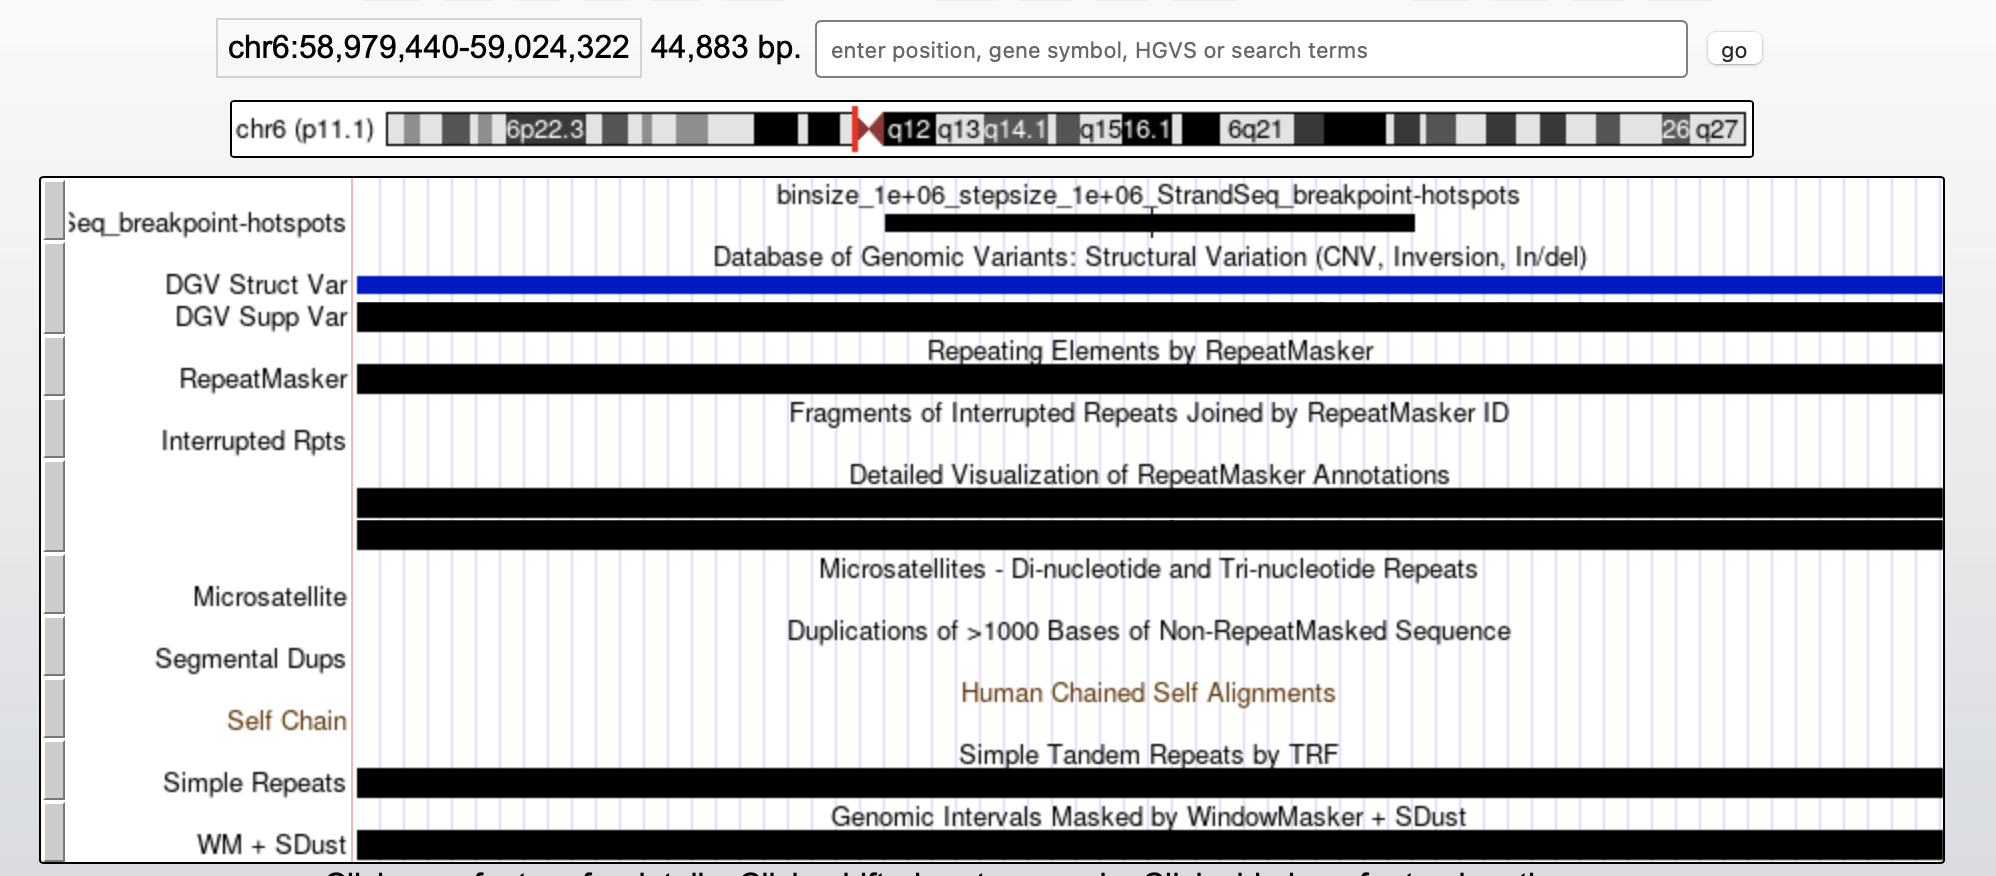 chr6:58,979,440-59,024,322 44,883 bp. enter position, gene symbol, HGVS or search terms go
chr6 (p11.1) 6p22.3 q12 q13 q14.1 q15 16.1 6q21 26 q27
binsize_1e+06_stepsize_1e+06_StrandSeq_breakpoint-hotspots
Seq_breakpoint-hotspots
Database of Genomic Variants: Structural Variation (CNV, Inversion, In/del)
DGV Struct Var
DGV Supp Var
Repeating Elements by RepeatMasker
RepeatMasker
Fragments of Interrupted Repeats Joined by RepeatMasker ID
Interrupted Rpts
Detailed Visualization of RepeatMasker Annotations
Microsatellites - Di-nucleotide and Tri-nucleotide Repeats
Microsatellite
Duplications of >1000 Bases of Non-RepeatMasked Sequence
Segmental Dups
Human Chained Self Alignments
Self Chain
Simple Tandem Repeats by TRF
Simple Repeats
Genomic Intervals Masked by WindowMasker + SDust
WM + SDust